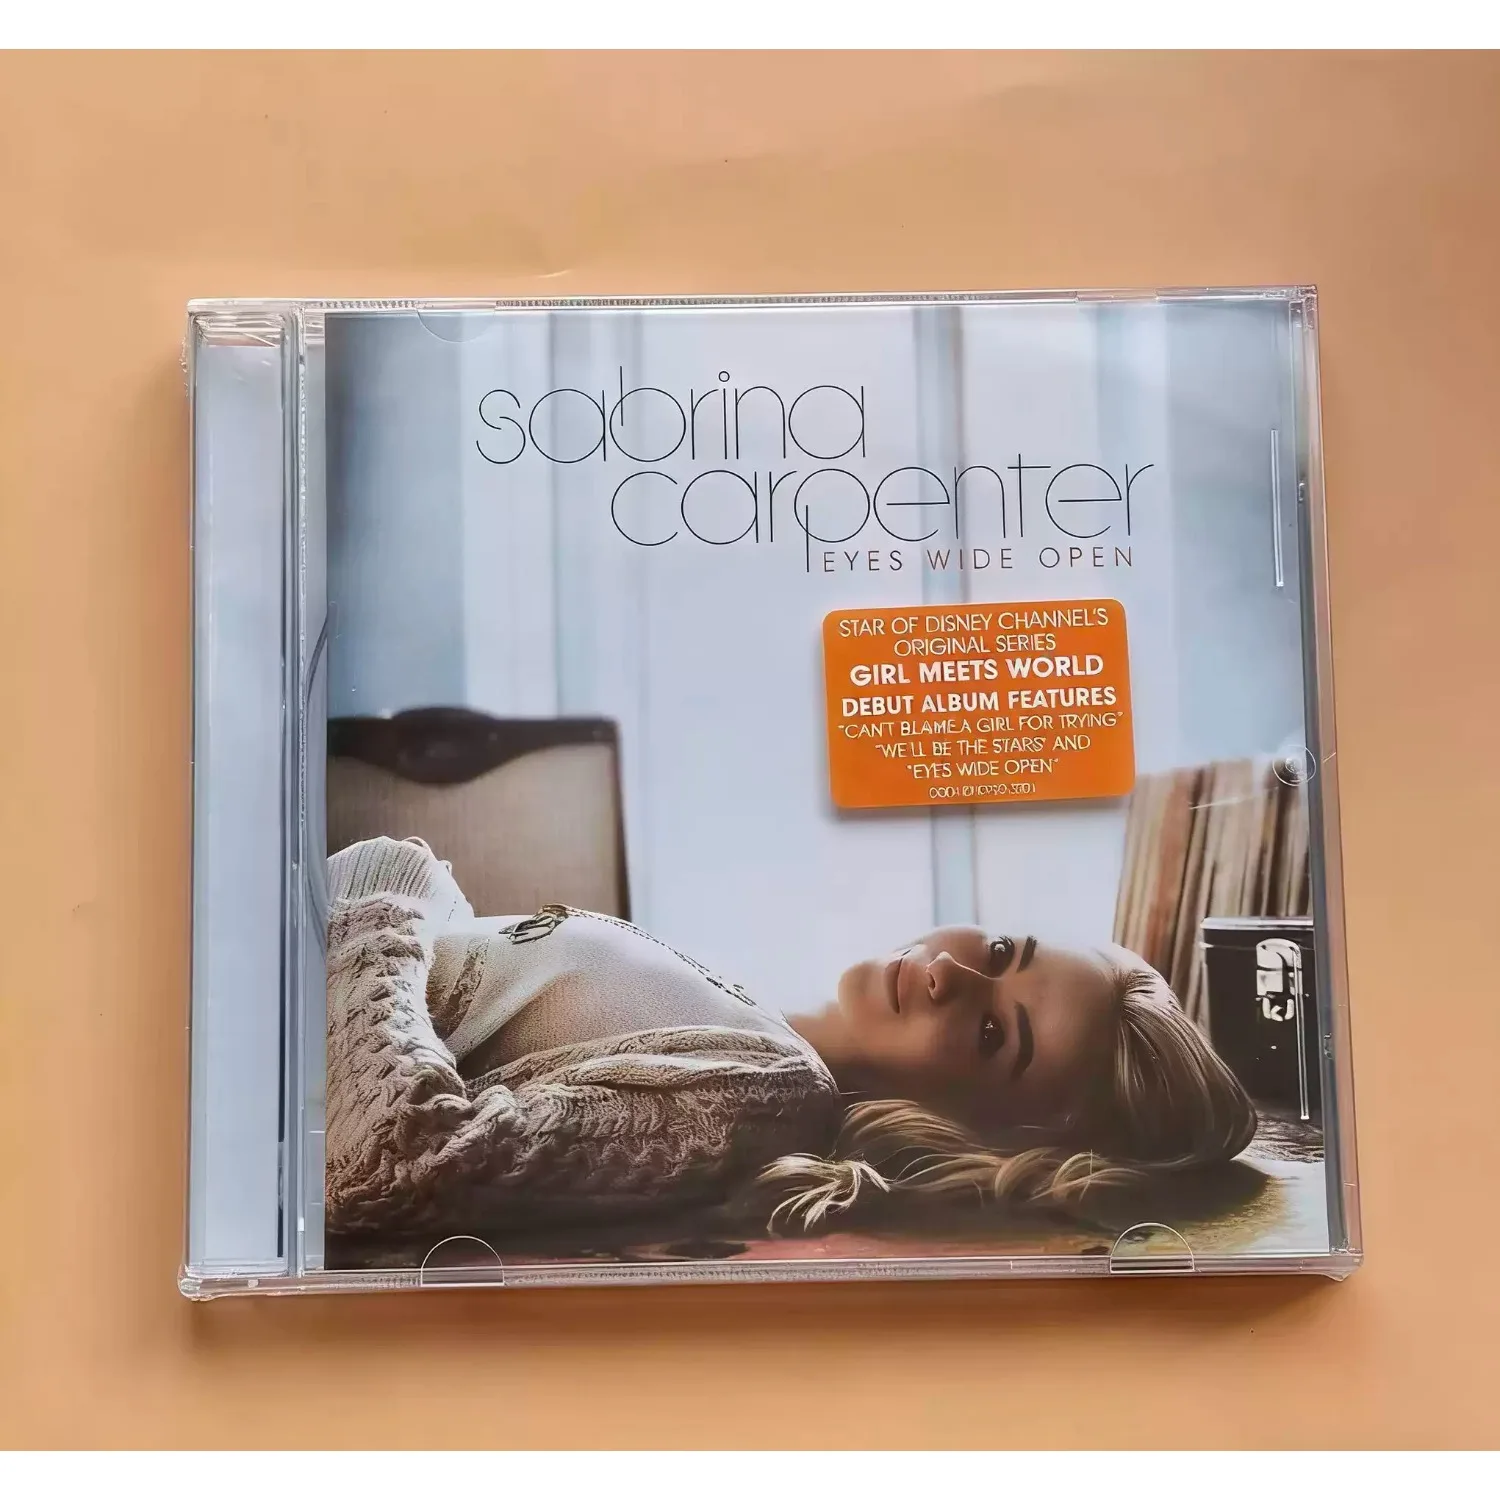 sabrina
carpenter
EYES WIDE OPEN
STAR OF DISNEY CHANNEL'S
ORIGINAL SERIES
GIRL MEETS WORLD
DEBUT ALBUM FEATURES
"CAN'T BLAME A GIRL FOR TRYING"
"WE'LL BE THE STARS" AND
"EYES WIDE OPEN"